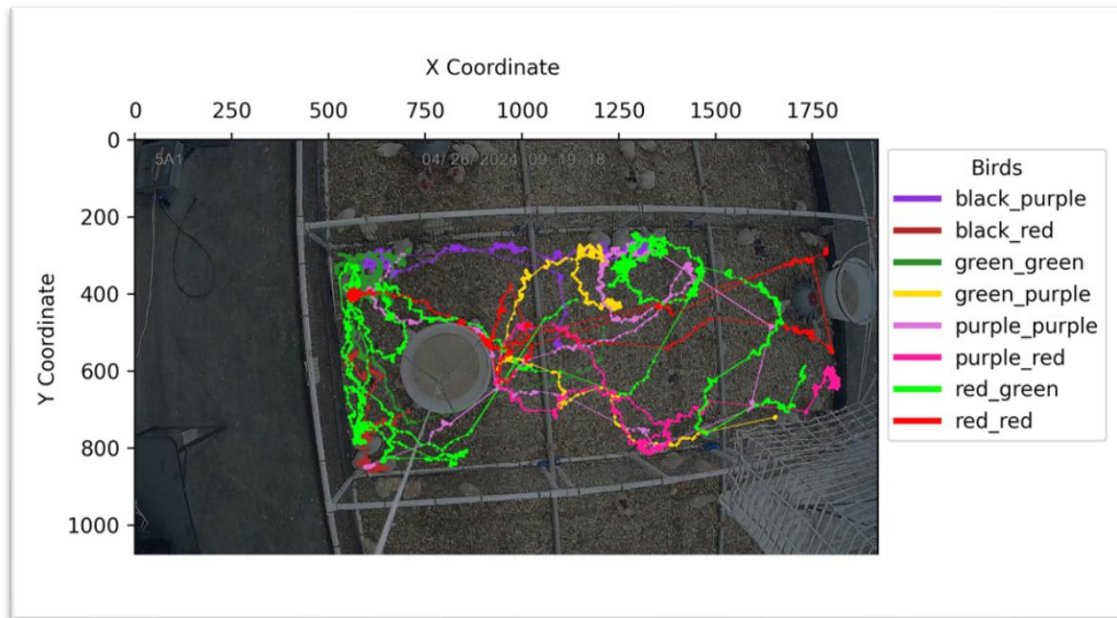 X Coordinate
0 250 500 750 1000 1250 1500 1750
Y Coordinate
0
200
400
600
800
1000
5A1
04/26/2024 09 19 18
Birds
black_purple
black_red
green_green
green_purple
purple_purple
purple_red
red_green
red_red